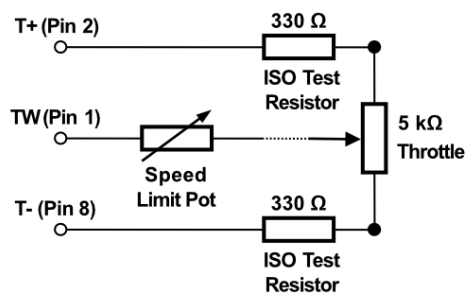 T+ (Pin 2)
330 Ω
ISO Test
Resistor
TW (Pin 1)
5 kΩ
Throttle
Speed
Limit Pot
T- (Pin 8)
330 Ω
ISO Test
Resistor